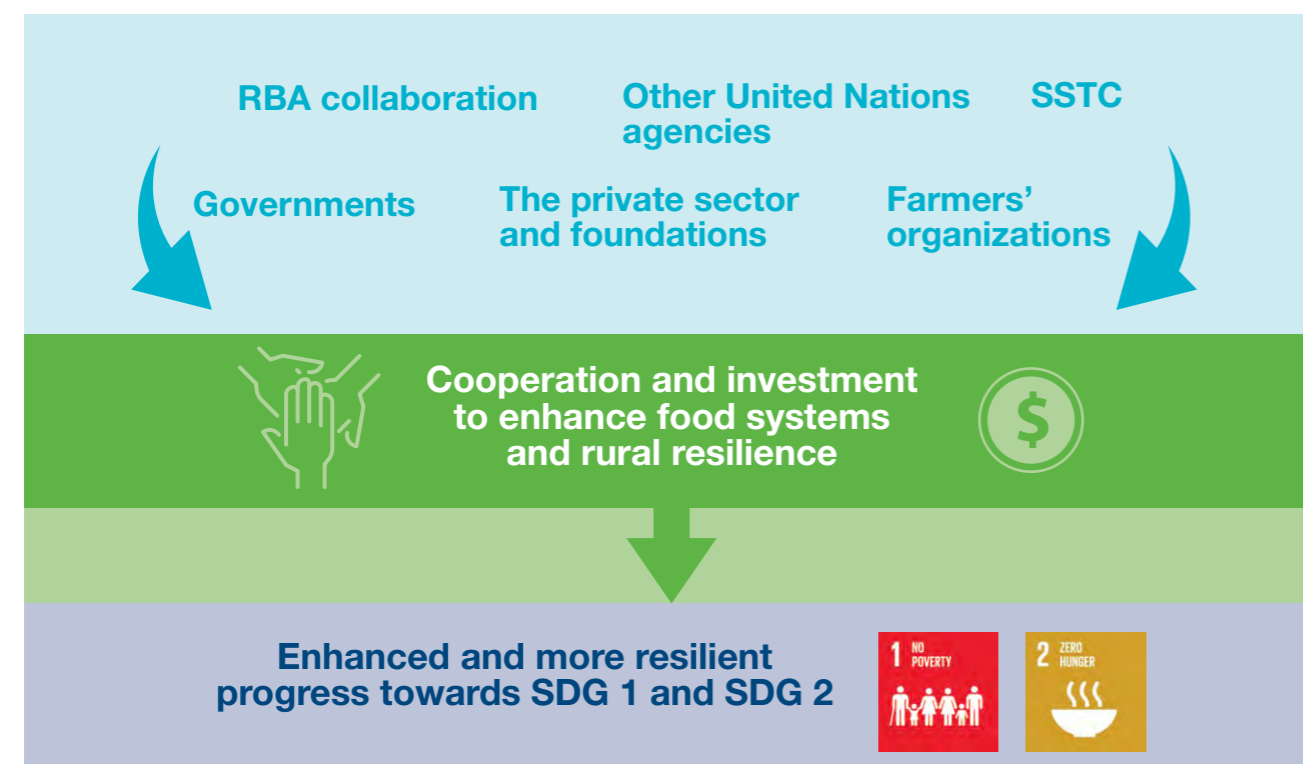 RBA collaboration
Other United Nations
agencies
SSTC
Governments
The private sector
and foundations
Farmers’
organizations
Cooperation and investment
to enhance food systems
and rural resilience
$
Enhanced and more resilient
progress towards SDG 1 and SDG 2
1 NO
POVERTY
2 ZERO
HUNGER